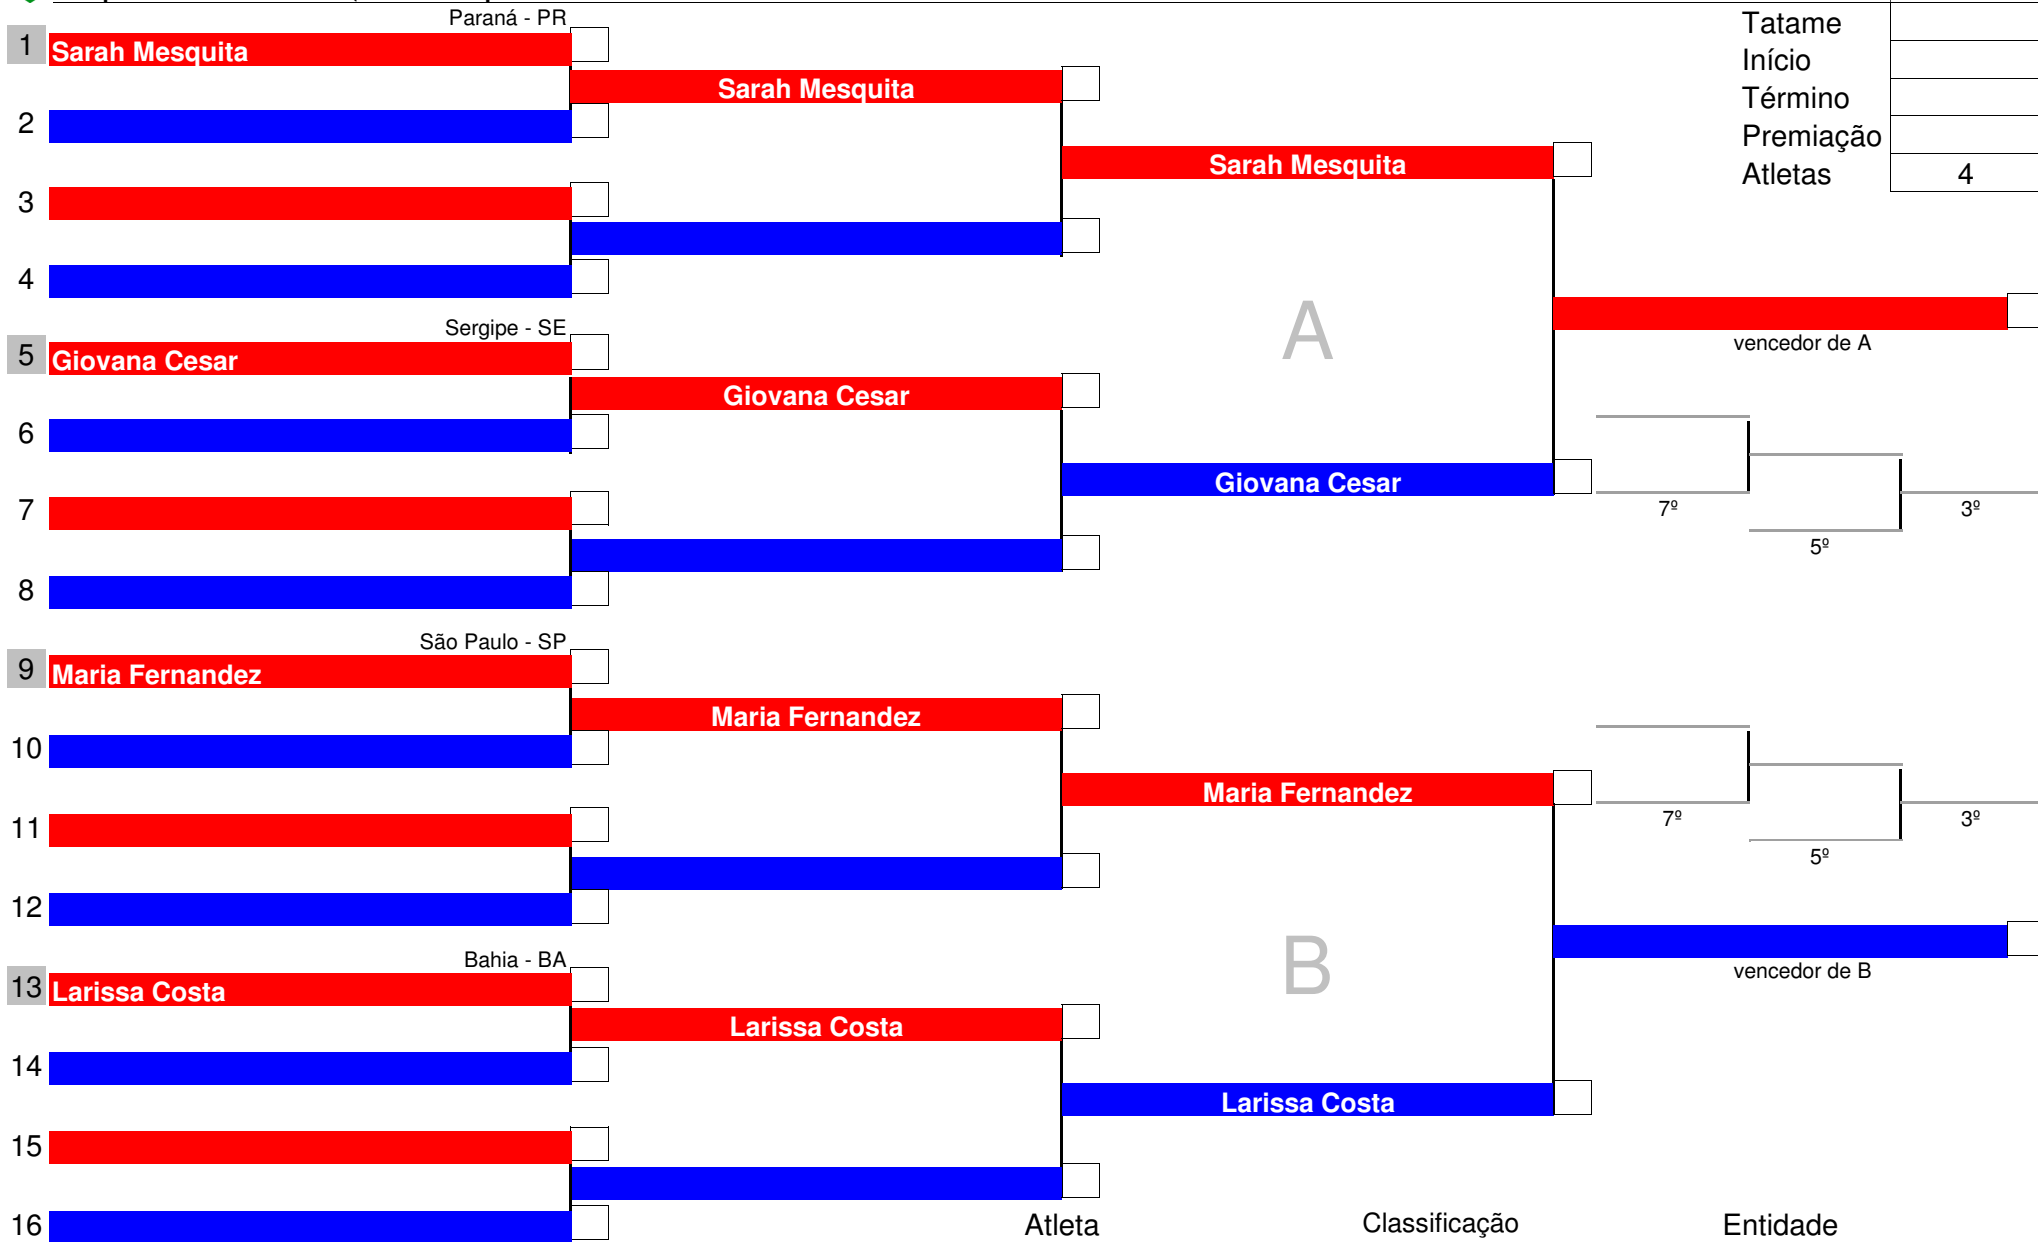 Paraná - PR
Tatame
1 Sarah Mesquita
Início
Sarah Mesquita
Término
2
Premiação
Sarah Mesquita
Atletas 4
3
4
A
Sergipe - SE
vencedor de A
5 Giovana Cesar
Giovana Cesar
6
Giovana Cesar
7
7º 3º
5º
8
São Paulo - SP
9 Maria Fernandez
Maria Fernandez
10
Maria Fernandez
11
7º 3º
5º
12
B
Bahia - BA
vencedor de B
13 Larissa Costa
Larissa Costa
14
Larissa Costa
15
16
Atleta Classificação Entidade